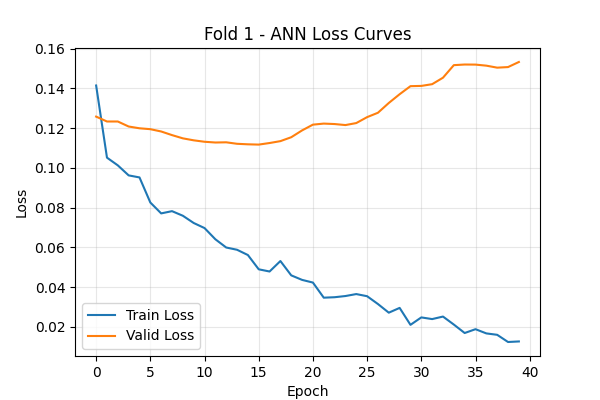 Fold 1 - ANN Loss Curves
0.16
0.14
0.12
0.10
0.08
0.06
0.04
0.02
Loss
Train Loss
Valid Loss
0 5 10 15 20 25 30 35 40
Epoch